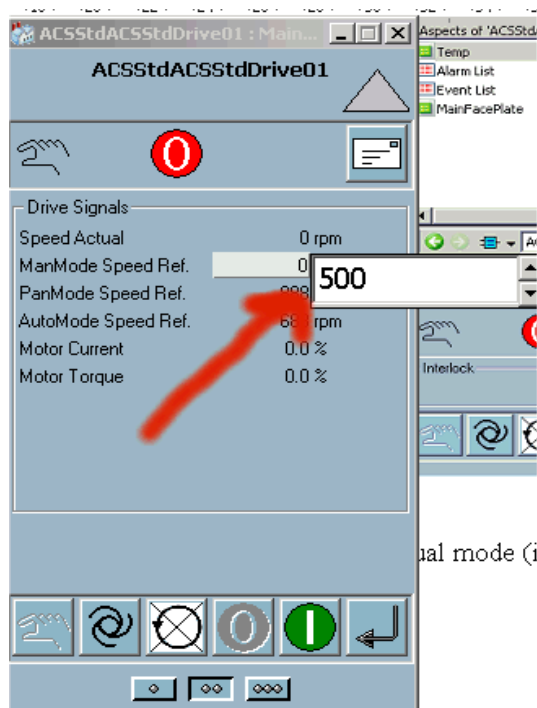 ACSStdACSStdDrive01 : Main...
Aspects of 'ACSStd
ACSStdACSStdDrive01
Temp
Alarm List
Event List
MainFacePlate
Drive Signals
Speed Actual 0 rpm
ManMode Speed Ref. 0
500
PanMode Speed Ref.
AutoMode Speed Ref. rpm
Motor Current 0.0 %
Motor Torque 0.0 %
Interlock
ual mode (i